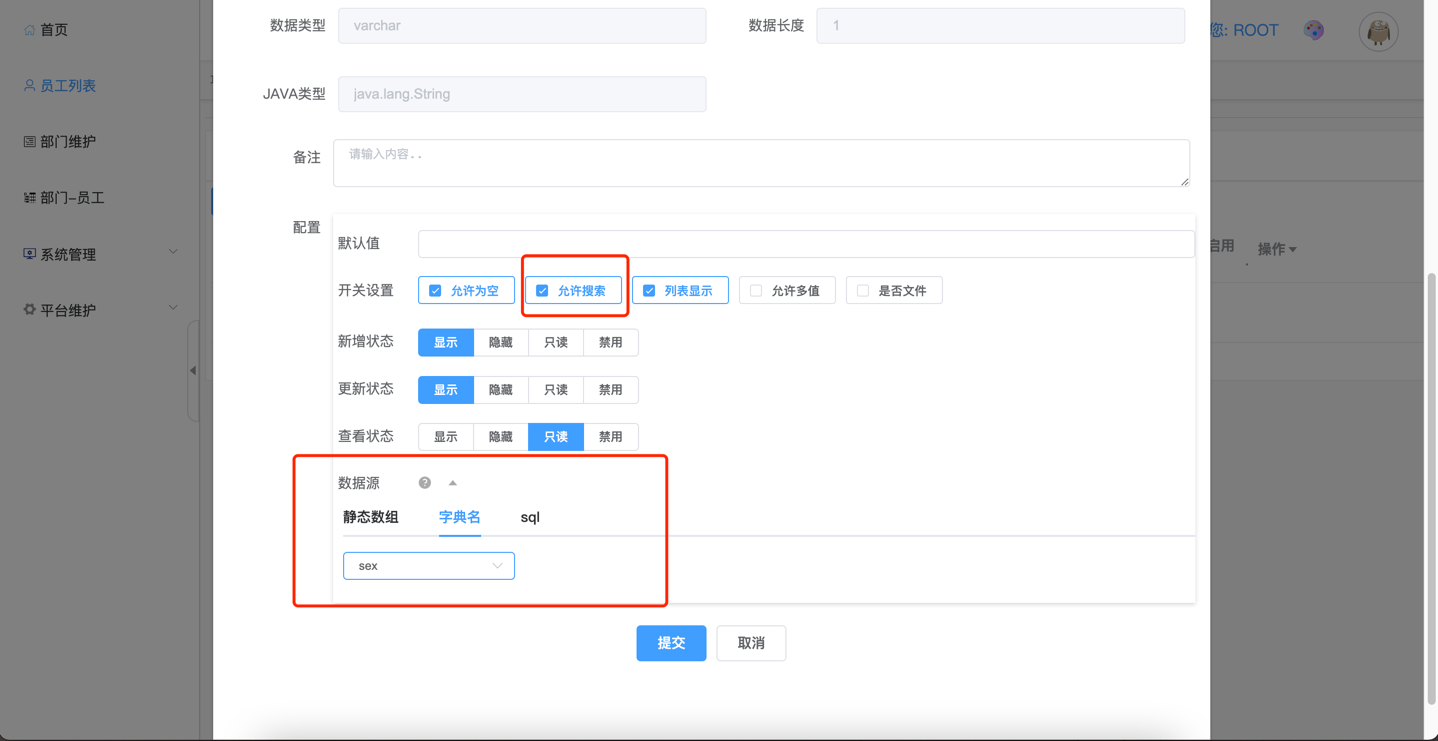 首页
员工列表
部门维护
部门-员工
系统管理
平台维护
您: ROOT
启用
操作
数据类型
varchar
数据长度
1
JAVA类型
java.lang.String
备注
请输入内容..
配置
默认值
开关设置
允许为空
允许搜索
列表显示
允许多值
是否文件
新增状态
显示
隐藏
只读
禁用
更新状态
显示
隐藏
只读
禁用
查看状态
显示
隐藏
只读
禁用
数据源
?
静态数组
字典名
sql
sex
提交
取消